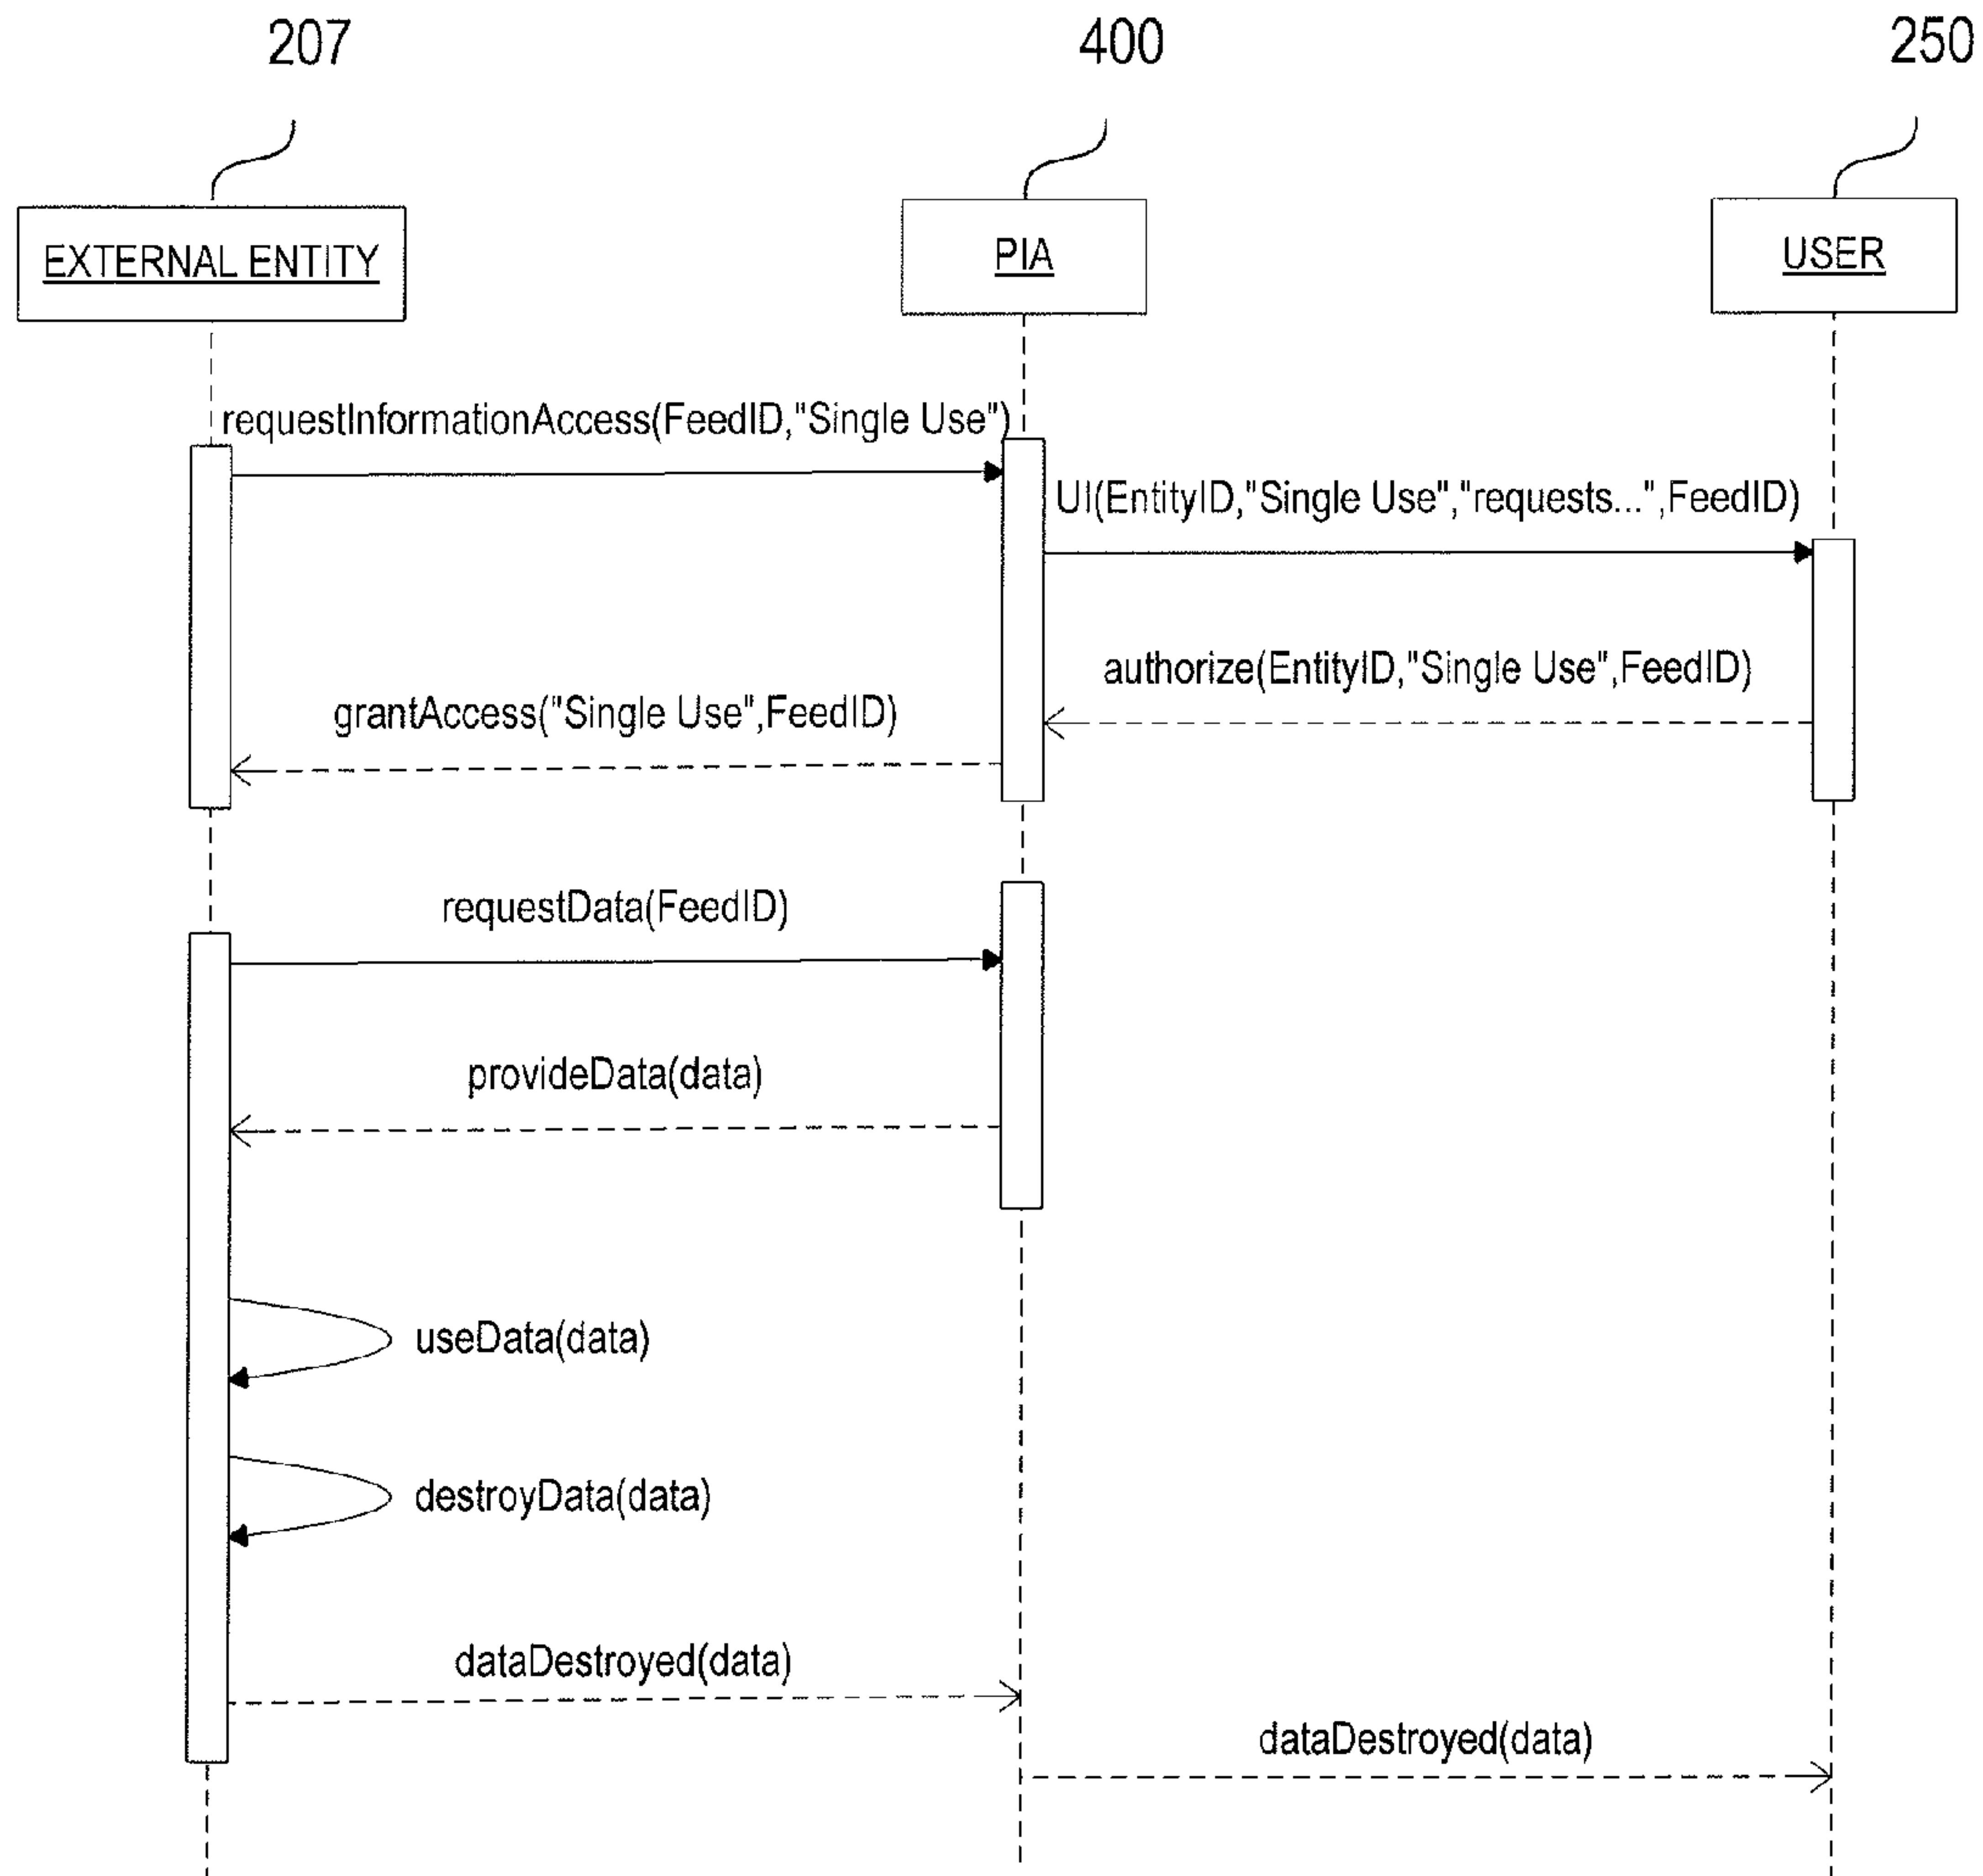 207
400
250
EXTERNAL ENTITY
PIA
USER
requestInformationAccess(FeedID,"Single Use")
UI(EntityID,"Single Use","requests...",FeedID)
authorize(EntityID,"Single Use",FeedID)
grantAccess("Single Use",FeedID)
requestData(FeedID)
provideData(data)
useData(data)
destroyData(data)
dataDestroyed(data)
dataDestroyed(data)